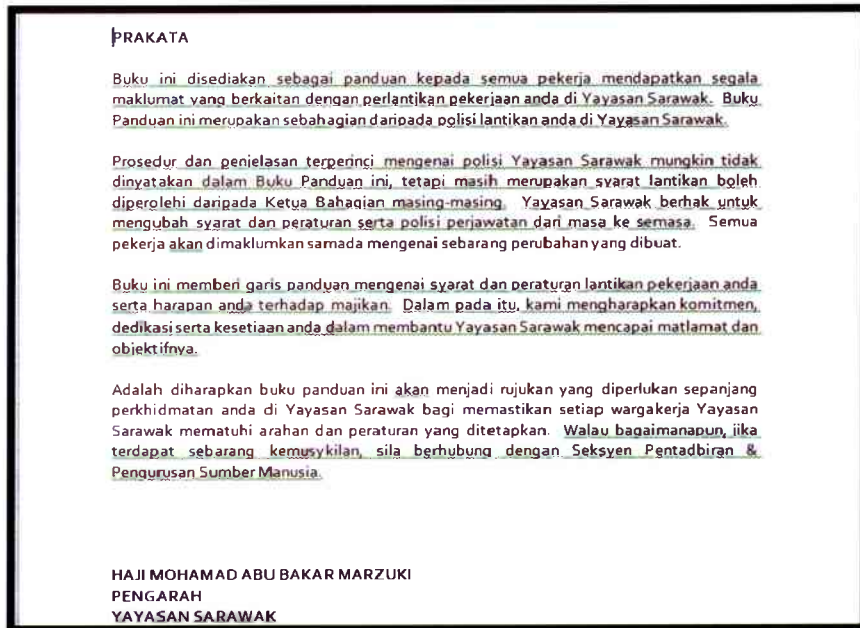 PRAKATA
Buku ini disediakan sebagai panduan kepada semua pekerja mendapatkan segala
maklumat yang berkaitan dengan perlantikan pekerjaan anda di Yayasan Sarawak. Buku
Panduan ini merupakan sebahagian daripada polisi lantikan anda di Yayasan Sarawak.
Prosedur dan penjelasan terperinci mengenai polisi Yayasan Sarawak mungkin tidak
dinyatakan dalam Buku Panduan ini, tetapi masih merupakan syarat lantikan boleh
diperolehi daripada Ketua Bahagian masing-masing. Yayasan Sarawak berhak untuk
mengubah syarat dan peraturan serta polisi perjawatan dari masa ke semasa. Semua
pekerja akan dimaklumkan samada mengenai sebarang perubahan yang dibuat.
Buku ini memberi garis panduan mengenai syarat dan peraturan lantikan pekerjaan anda
serta harapan anda terhadap majikan. Dalam pada itu, kami mengharapkan komitmen,
dedikasi serta kesetiaan anda dalam membantu Yayasan Sarawak mencapai matlamat dan
objektifnya.
Adalah diharapkan buku panduan ini akan menjadi rujukan yang diperlukan sepanjang
perkhidmatan anda di Yayasan Sarawak bagi memastikan setiap wargakerja Yayasan
Sarawak mematuhi arahan dan peraturan yang ditetapkan. Walau bagaimanapun, jika
terdapat sebarang kemusykilan, sila berhubung dengan Seksyen Pentadbiran &
Pengurusan Sumber Manusia.
HAJI MOHAMAD ABU BAKAR MARZUKI
PENGARAH
YAYASAN SARAWAK